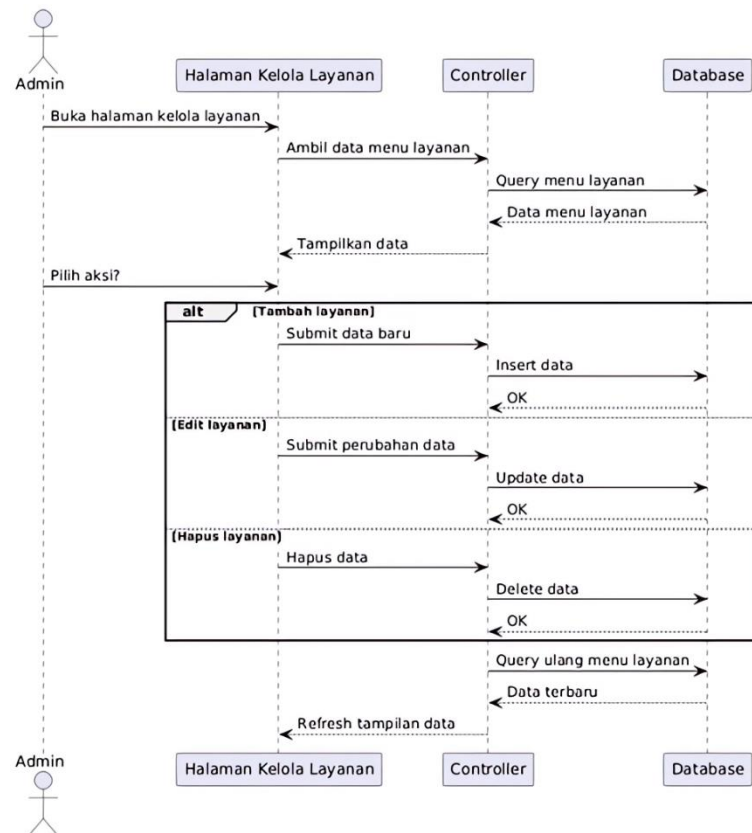 Admin
Halaman Kelola Layanan
Controller
Database
Buka halaman kelola layanan
Ambil data menu layanan
Query menu layanan
Data menu layanan
Tampilkan data
Pilih aksi?
alt
[Tambah layanan]
Submit data baru
Insert data
OK
[Edit layanan]
Submit perubahan data
Update data
OK
[Hapus layanan]
Hapus data
Delete data
OK
Query ulang menu layanan
Data terbaru
Refresh tampilan data
Admin
Halaman Kelola Layanan
Controller
Database